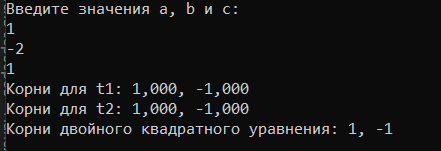 Введите значения a, b и c:
1
-2
1
Корни для t1: 1,000, -1,000
Корни для t2: 1,000, -1,000
Корни двойного квадратного уравнения: 1, -1